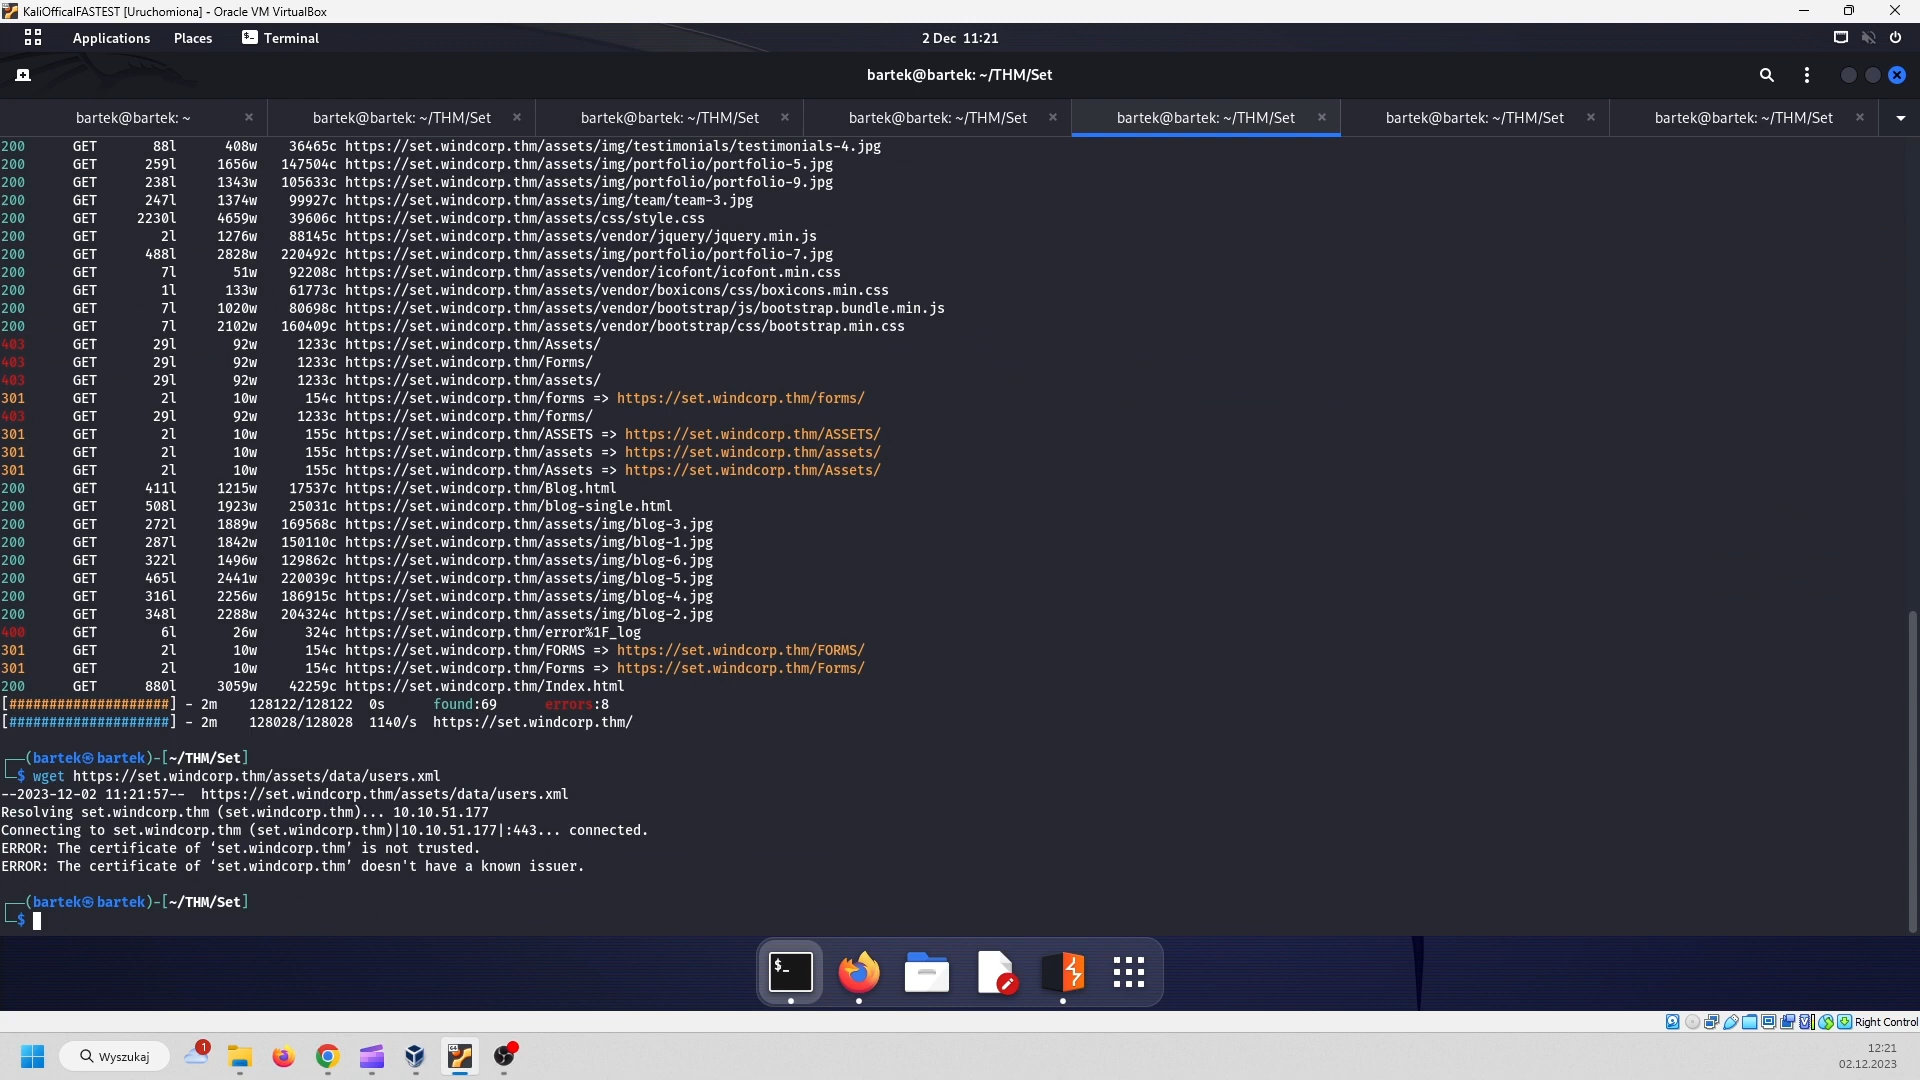 KaliOfficalFASTEST [Uruchomiona] - Oracle VM VirtualBox
Applications Places Terminal 2 Dec 11:21
bartek@bartek: ~/THM/Set
bartek@bartek: ~ × bartek@bartek: ~/THM/Set × bartek@bartek: ~/THM/Set × bartek@bartek: ~/THM/Set × bartek@bartek: ~/THM/Set × bartek@bartek: ~/THM/Set × bartek@bartek: ~/THM/Set ×
200 GET 88l 408w 36465c https://set.windcorp.thm/assets/img/testimonials/testimonials-4.jpg
200 GET 259l 1656w 147504c https://set.windcorp.thm/assets/img/portfolio/portfolio-5.jpg
200 GET 238l 1343w 105633c https://set.windcorp.thm/assets/img/portfolio/portfolio-9.jpg
200 GET 247l 1374w 99927c https://set.windcorp.thm/assets/img/team/team-3.jpg
200 GET 2230l 4659w 39606c https://set.windcorp.thm/assets/css/style.css
200 GET 2l 1276w 88145c https://set.windcorp.thm/assets/vendor/jquery/jquery.min.js
200 GET 488l 2828w 220492c https://set.windcorp.thm/assets/img/portfolio/portfolio-7.jpg
200 GET 7l 51w 92208c https://set.windcorp.thm/assets/vendor/icofont/icofont.min.css
200 GET 1l 133w 61773c https://set.windcorp.thm/assets/vendor/boxicons/css/boxicons.min.css
200 GET 7l 1020w 80698c https://set.windcorp.thm/assets/vendor/bootstrap/js/bootstrap.bundle.min.js
200 GET 7l 2102w 160409c https://set.windcorp.thm/assets/vendor/bootstrap/css/bootstrap.min.css
403 GET 29l 92w 1233c https://set.windcorp.thm/Assets/
403 GET 29l 92w 1233c https://set.windcorp.thm/Forms/
403 GET 29l 92w 1233c https://set.windcorp.thm/assets/
301 GET 2l 10w 154c https://set.windcorp.thm/forms => https://set.windcorp.thm/forms/
403 GET 29l 92w 1233c https://set.windcorp.thm/forms/
301 GET 2l 10w 155c https://set.windcorp.thm/ASSETS => https://set.windcorp.thm/ASSETS/
301 GET 2l 10w 155c https://set.windcorp.thm/assets => https://set.windcorp.thm/assets/
301 GET 2l 10w 155c https://set.windcorp.thm/Assets => https://set.windcorp.thm/Assets/
200 GET 411l 1215w 17537c https://set.windcorp.thm/Blog.html
200 GET 508l 1923w 25031c https://set.windcorp.thm/blog-single.html
200 GET 272l 1889w 169568c https://set.windcorp.thm/assets/img/blog-3.jpg
200 GET 287l 1842w 150110c https://set.windcorp.thm/assets/img/blog-1.jpg
200 GET 322l 1496w 129862c https://set.windcorp.thm/assets/img/blog-6.jpg
200 GET 465l 2441w 220039c https://set.windcorp.thm/assets/img/blog-5.jpg
200 GET 316l 2256w 186915c https://set.windcorp.thm/assets/img/blog-4.jpg
200 GET 348l 2288w 204324c https://set.windcorp.thm/assets/img/blog-2.jpg
400 GET 6l 26w 324c https://set.windcorp.thm/error%1F_log
301 GET 2l 10w 154c https://set.windcorp.thm/FORMS => https://set.windcorp.thm/FORMS/
301 GET 2l 10w 154c https://set.windcorp.thm/Forms => https://set.windcorp.thm/Forms/
200 GET 880l 3059w 42259c https://set.windcorp.thm/Index.html
[####################] - 2m 128122/128122 0s found:69 errors:8
[####################] - 2m 128028/128028 1140/s https://set.windcorp.thm/
┌──(bartek㉿bartek)-[~/THM/Set]
└─$ wget https://set.windcorp.thm/assets/data/users.xml
--2023-12-02 11:21:57-- https://set.windcorp.thm/assets/data/users.xml
Resolving set.windcorp.thm (set.windcorp.thm)... 10.10.51.177
Connecting to set.windcorp.thm (set.windcorp.thm)|10.10.51.177|:443... connected.
ERROR: The certificate of ‘set.windcorp.thm’ is not trusted.
ERROR: The certificate of ‘set.windcorp.thm’ doesn't have a known issuer.
┌──(bartek㉿bartek)-[~/THM/Set]
└─$
Right Control
Wyszukaj
1
12:21
02.12.2023